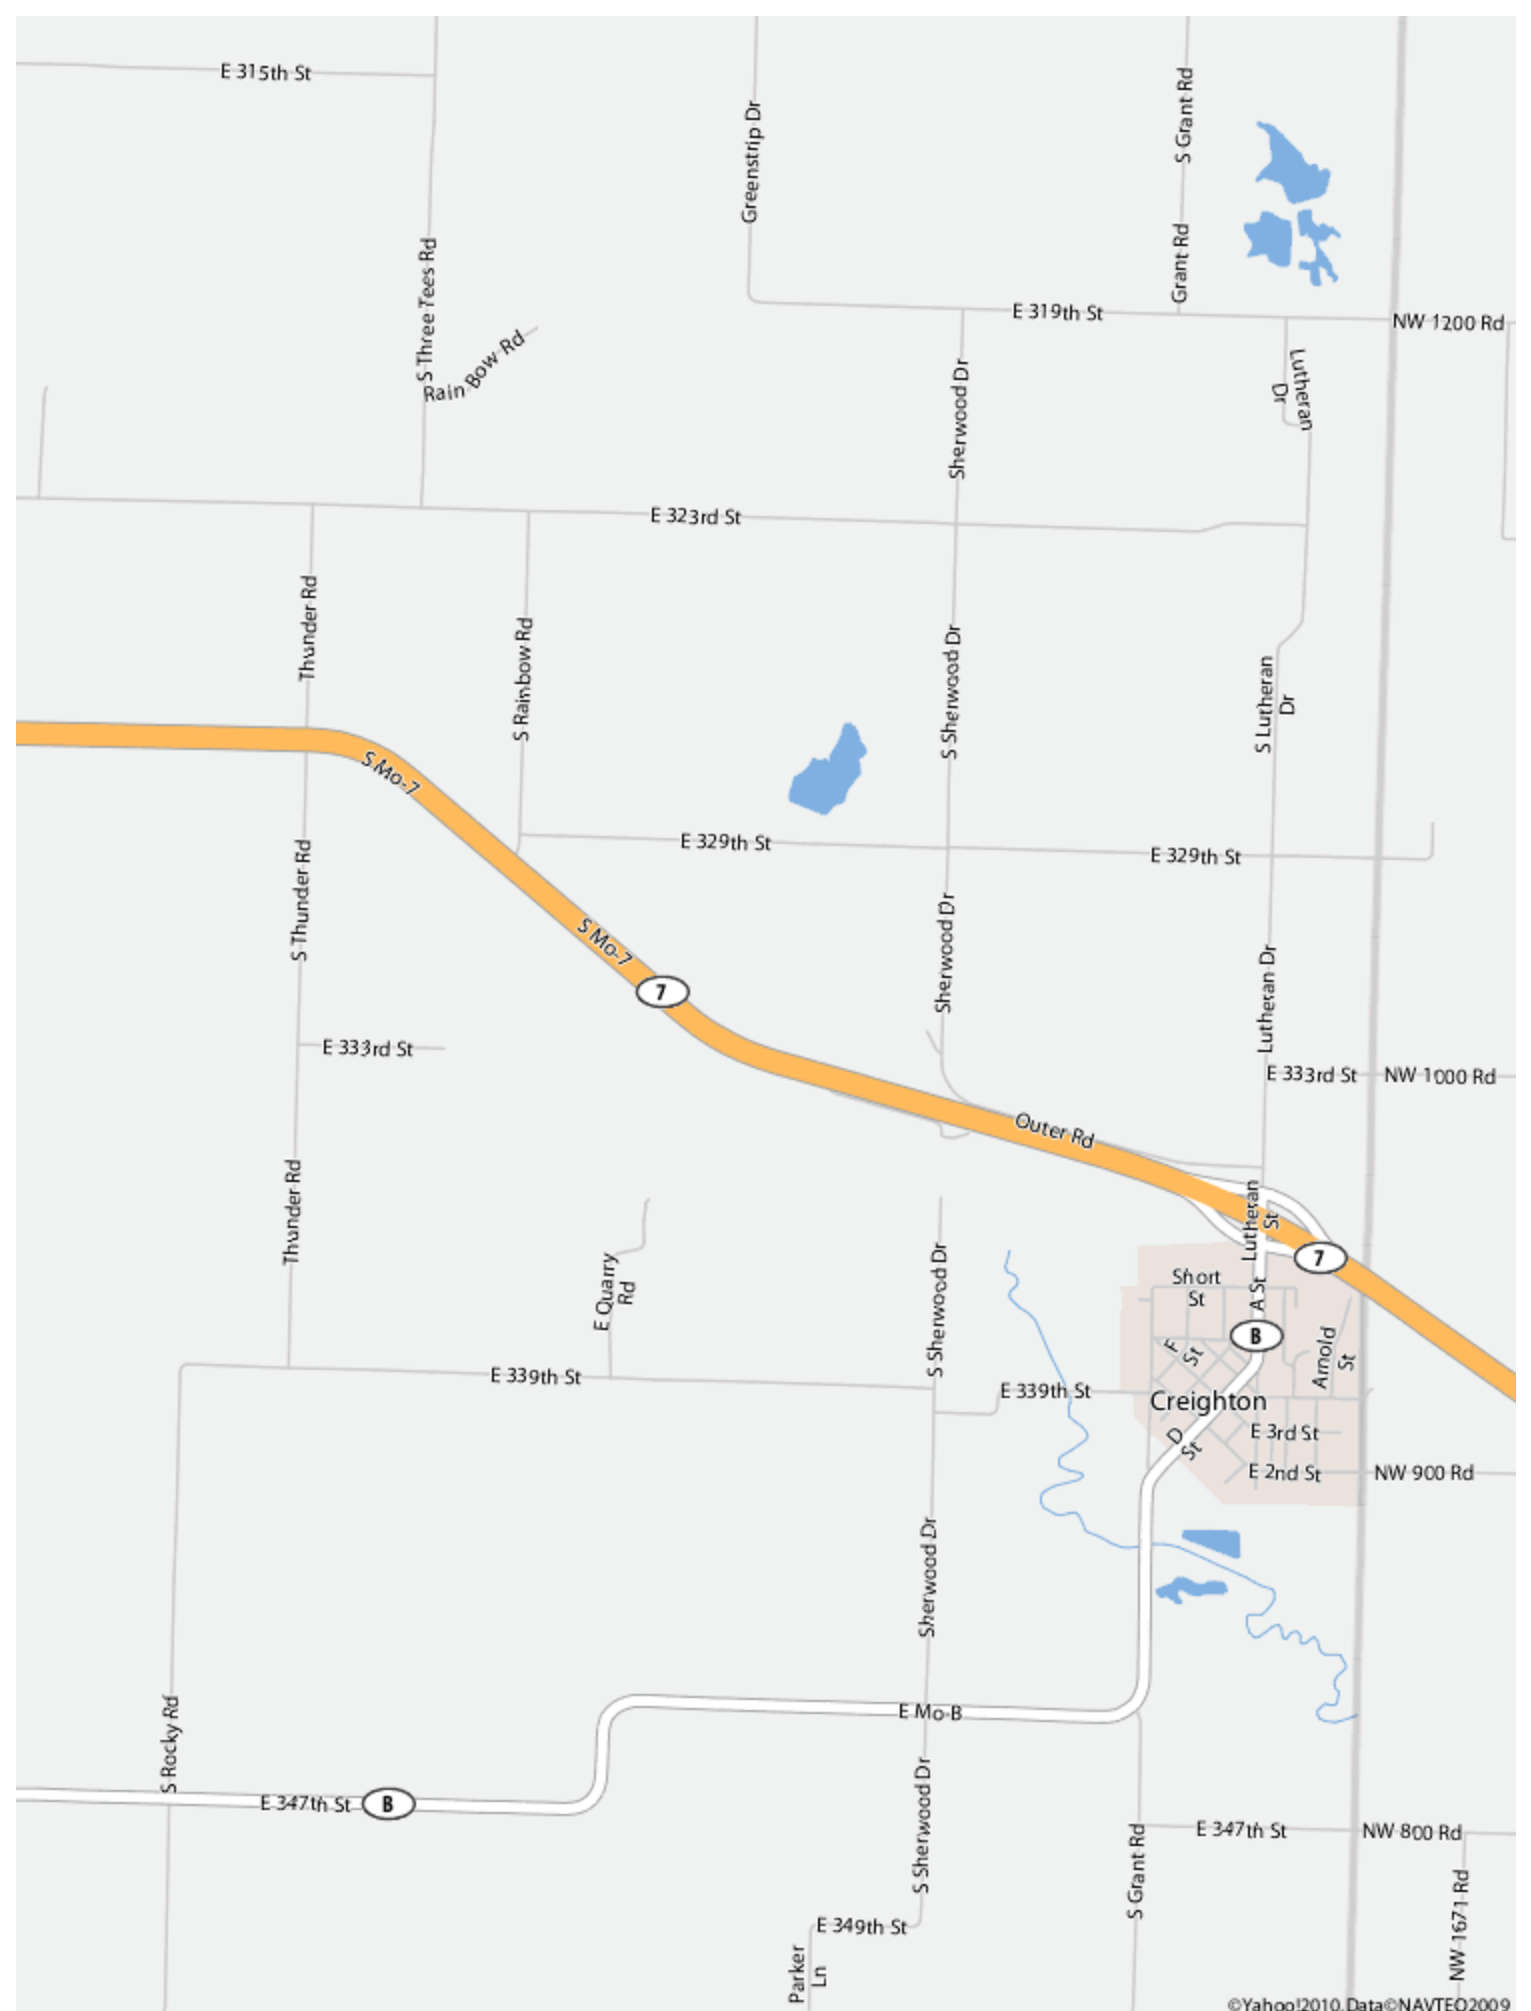 E 315th St
S Three Tees Rd
Rain Bow Rd
Greenstrip Dr
S Grant Rd
Grant Rd
E 319th St
NW 1200 Rd
Sherwood Dr
Lutheran
Dr
E 323rd St
Thunder Rd
S Rainbow Rd
S Sherwood Dr
S Lutheran
Dr
S Mo-7
E 329th St
E 329th St
S Thunder Rd
S Mo-7
7
Sherwood Dr
Lutheran Dr
E 333rd St
E 333rd St
NW 1000 Rd
Outer Rd
Thunder Rd
Lutheran
St
7
E Quarry
Rd
S Sherwood Dr
Short
St
A St
B
F
St
Arnold
St
E 339th St
E 339th St
Creighton
D
St
E 3rd St
E 2nd St
NW 900 Rd
Sherwood Dr
S Rocky Rd
E Mo-B
E 347th St
B
S Sherwood Dr
S Grant Rd
E 347th St
NW 800 Rd
NW 1671 Rd
E 349th St
Parker
Ln
©Yahoo!2010, Data©NAVTEQ2009